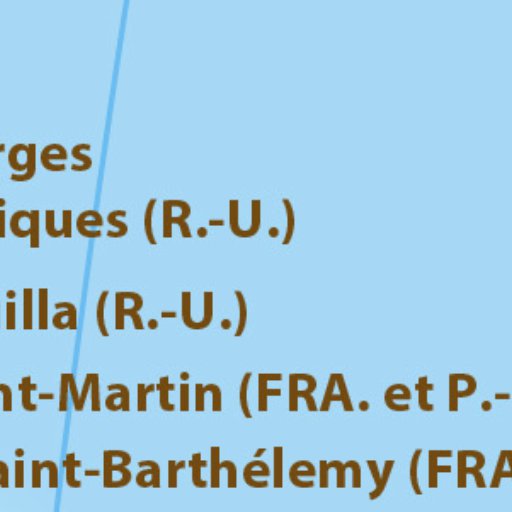 rges
iques (R.-U.)
illa (R.-U.)
nt-Martin (FRA. et P.-
aint-Barthélemy (FRA